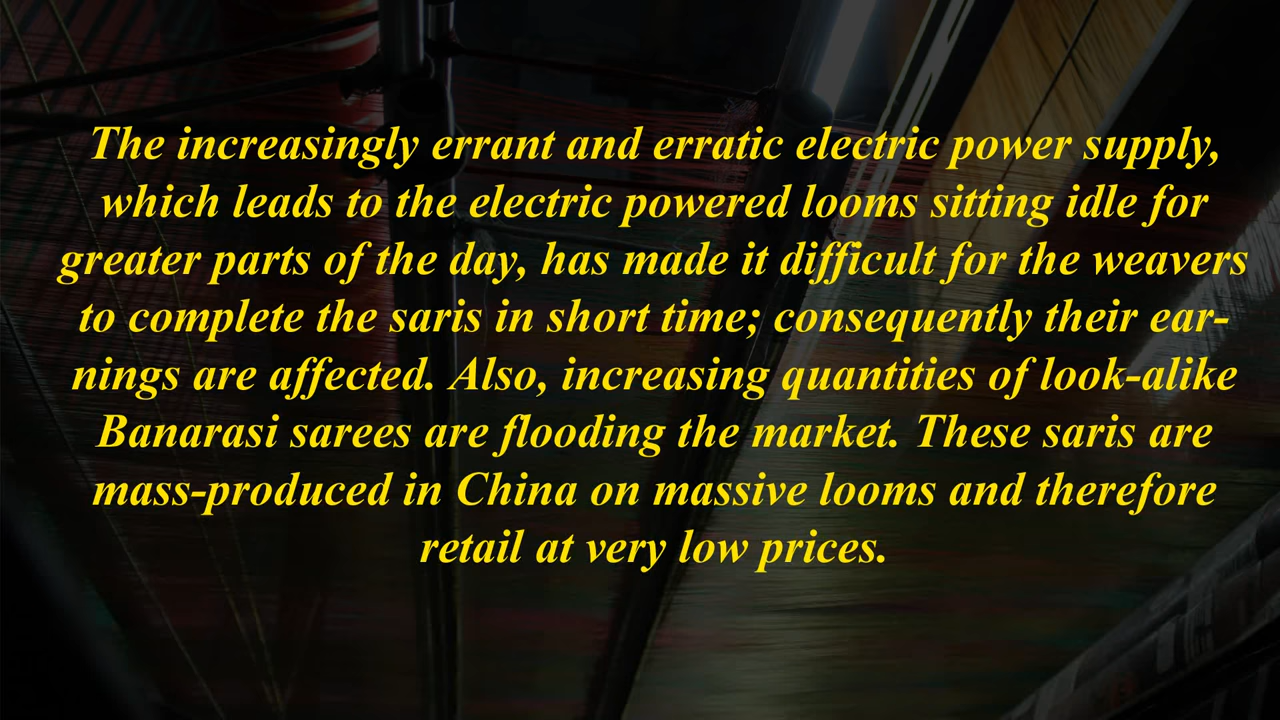 The increasingly errant and erratic electric power supply,
which leads to the electric powered looms sitting idle for
greater parts of the day, has made it difficult for the weavers
to complete the saris in short time; consequently their ear-
nings are affected. Also, increasing quantities of look-alike
Banarasi sarees are flooding the market. These saris are
mass-produced in China on massive looms and therefore
retail at very low prices.